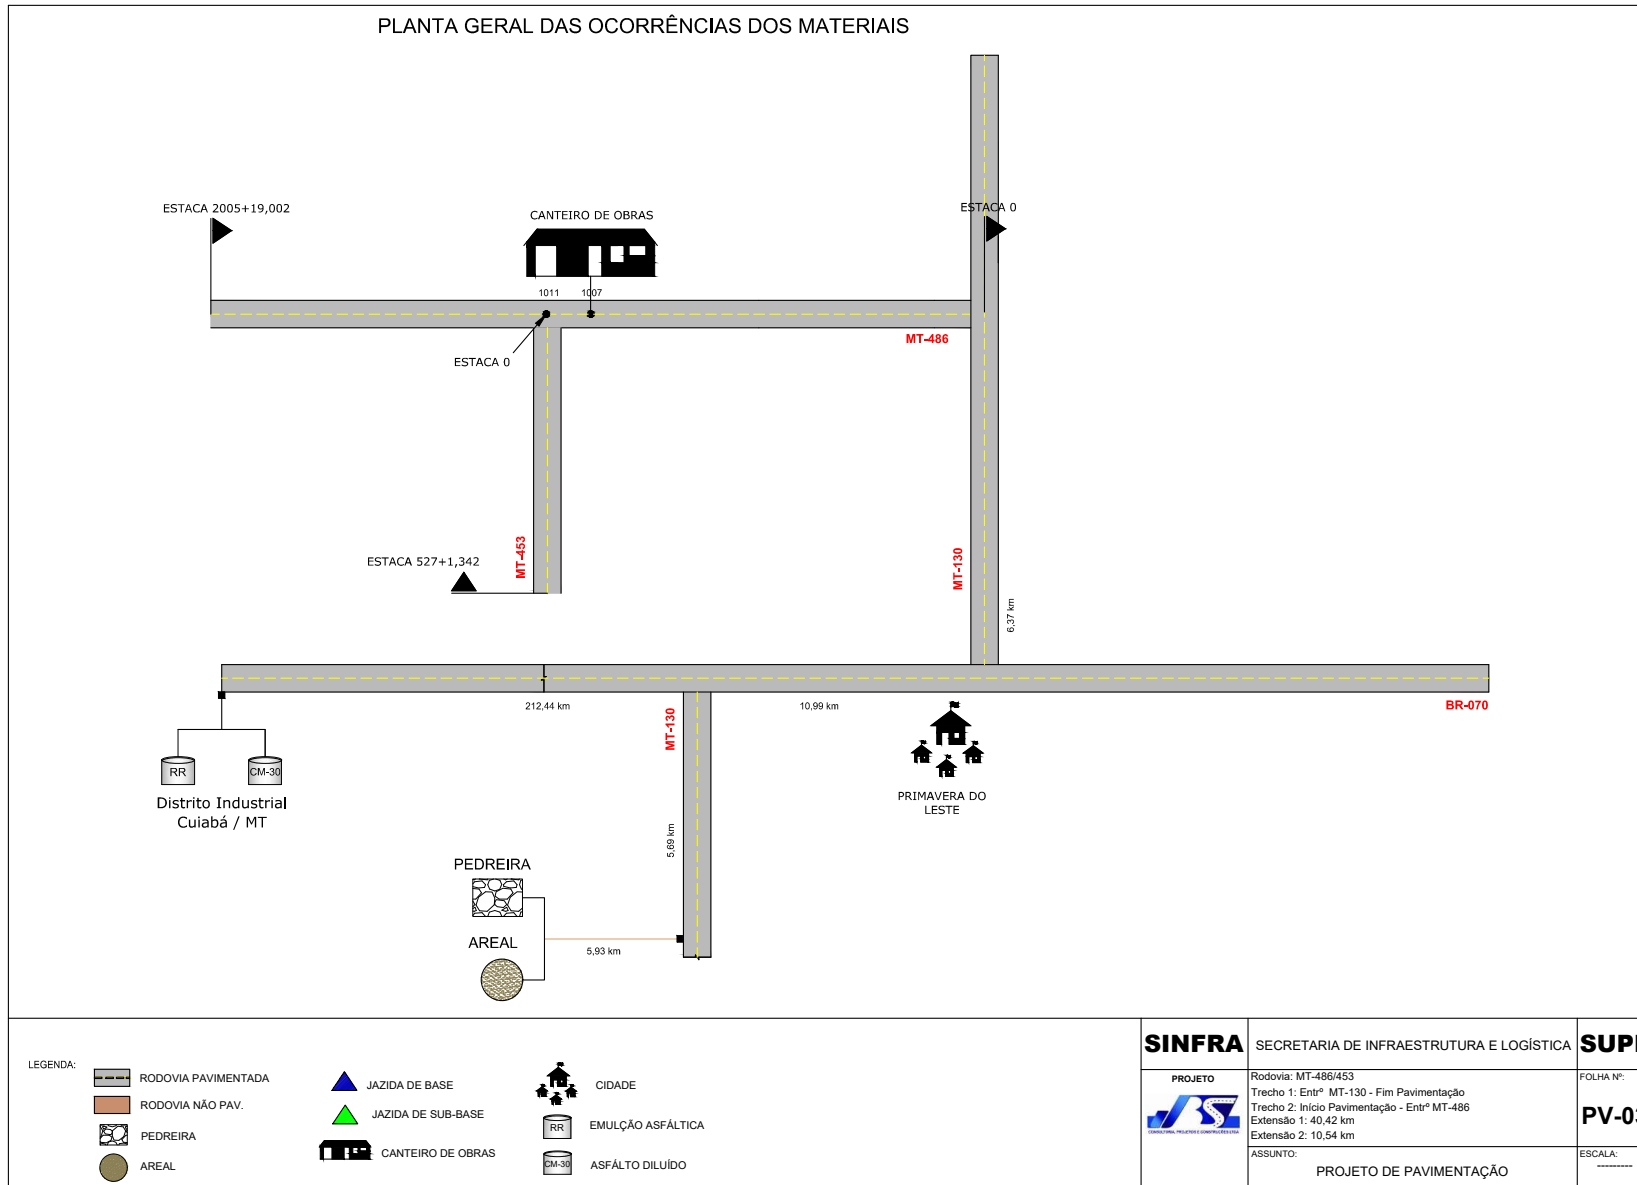 PLANTA GERAL DAS OCORRÊNCIAS DOS MATERIAIS
ESTACA 2005+19,002
CANTEIRO DE OBRAS
ESTACA 0
1011
1007
MT-486
ESTACA 0
MT-453
ESTACA 527+1,342
MT-130
6,37 km
212,44 km
MT-130
10,99 km
BR-070
RR
CM-30
Distrito Industrial
Cuiabá / MT
PRIMAVERA DO
LESTE
5,69 km
PEDREIRA
AREAL
5,93 km
LEGENDA:
RODOVIA PAVIMENTADA
RODOVIA NÃO PAV.
PEDREIRA
AREAL
JAZIDA DE BASE
JAZIDA DE SUB-BASE
CANTEIRO DE OBRAS
CIDADE
RR
EMULÇÃO ASFÁLTICA
CM-30
ASFÁLTO DILUÍDO
SINFRA
SECRETARIA DE INFRAESTRUTURA E LOGÍSTICA
PROJETO
CONSULTORIA, PROJETOS E CONSTRUÇÕES LTDA
Rodovia: MT-486/453
Trecho 1: Entrº MT-130 - Fim Pavimentação
Trecho 2: Início Pavimentação - Entrº MT-486
Extensão 1: 40,42 km
Extensão 2: 10,54 km
FOLHA Nº:
ASSUNTO:
PROJETO DE PAVIMENTAÇÃO
ESCALA:
---------